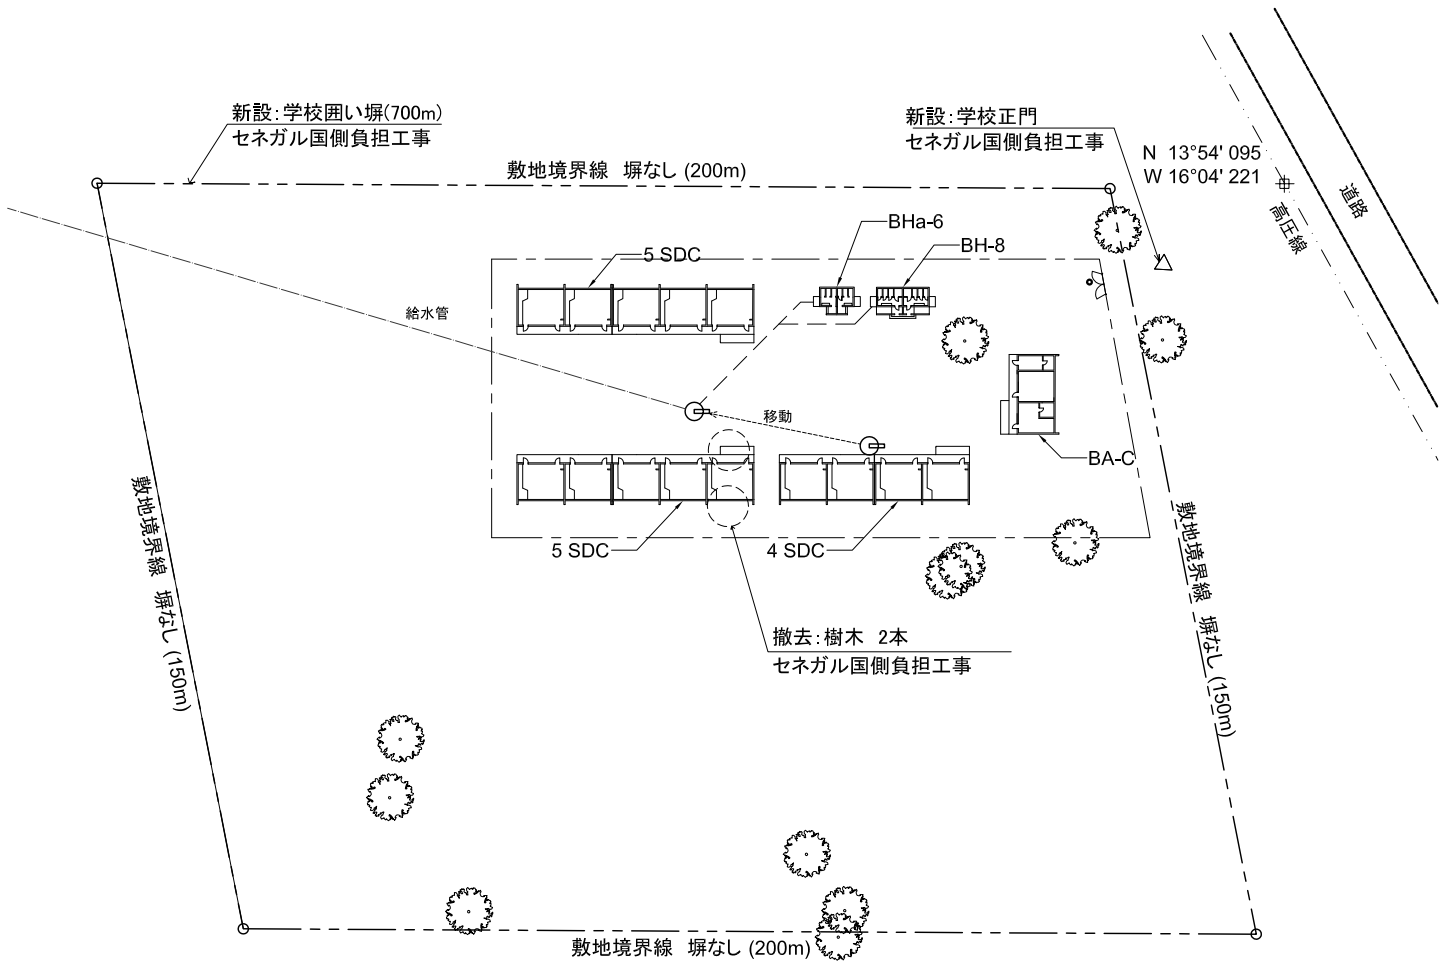 新設：学校囲い塀(700m)
セネガル国側負担工事
新設：学校正門
セネガル国側負担工事
N 13°54' 095
W 16°04' 221
敷地境界線 塀なし (200m)
道路
高圧線
BHa-6
BH-8
5 SDC
給水管
移動
BA-C
敷地境界線 塀なし (150m)
敷地境界線 塀なし (150m)
5 SDC
4 SDC
撤去：樹木 2本
セネガル国側負担工事
敷地境界線 塀なし (200m)